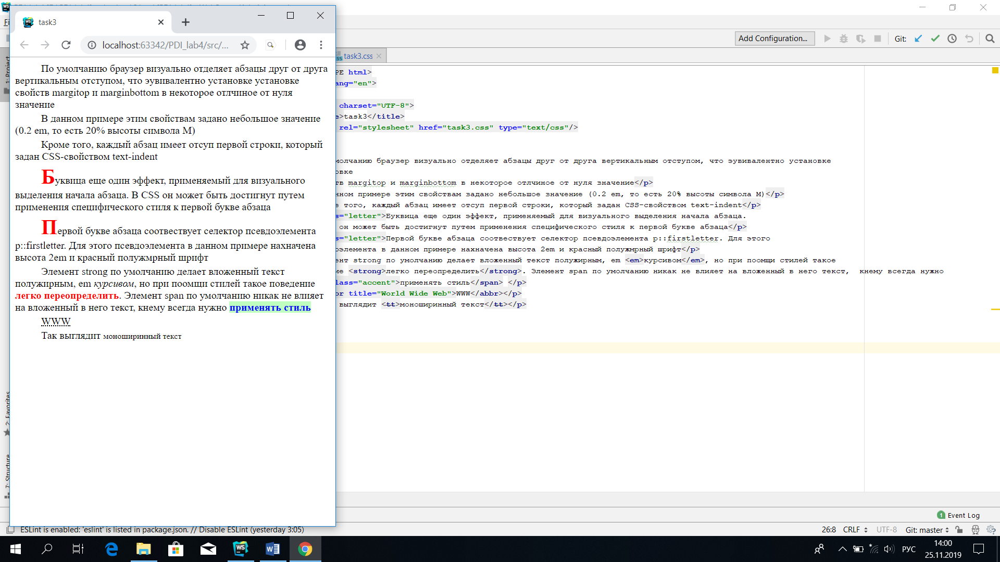 task3
localhost:63342/PDI_lab4/src/...
По умолчанию браузер визуально отделяет абзацы друг от друга
вертикальным отступом, что эувивалентно установке установке
свойств margitop и marginbottom в некоторое отлчиное от нуля
значение
В данном примере этим свойствам задано небольшое значение
(0.2 em, то есть 20% высоты символа М)
Кроме того, каждый абзац имеет отсуп первой строки, который
задан CSS-свойством text-indent
Буквица еще один эффект, применяемый для визуального
выделения начала абзаца. В CSS он может быть достигнут путем
применения специфического стиля к первой букве абзаца
Первой букве абзаца соотвествует селектор псевдоэлемента
p::firstletter. Для этого псевдоэлемента в данном примере нахначена
высота 2em и красный полужмрный шрифт
Элемент strong по умолчанию делает вложенный текст
полужирным, em курсивом, но при поомщи стилей такое поведение
легко переопределить. Элемент span по умолчанию никак не влияет
на вложенный в него текст, кнему всегда нужно применять стиль
WWW
Так выглядит моноширинный текст
Add Configuration...
Git:
task3.css
PE html>
ang="en">
charset="UTF-8">
e>task3</title>
rel="stylesheet" href="task3.css" type="text/css"/>
молчанию браузер визуально отделяет абзацы друг от друга вертикальным отступом, что эувивалентно установке
овке
тв margitop и marginbottom в некоторое отлчиное от нуля значение</p>
нном примере этим свойствам задано небольшое значение (0.2 em, то есть 20% высоты символа М)</p>
е того, каждый абзац имеет отсуп первой строки, который задан CSS-свойством text-indent</p>
s="letter">Буквица еще один эффект, применяемый для визуального выделения начала абзаца.
он может быть достигнут путем применения специфического стиля к первой букве абзаца</p>
s="letter">Первой букве абзаца соотвествует селектор псевдоэлемента p::firstletter. Для этого
оэлемента в данном примере нахначена высота 2em и красный полужмрный шрифт</p>
ент strong по умолчанию делает вложенный текст полужирным, em <em>курсивом</em>, но при поомщи стилей такое
ие <strong>легко переопределить</strong>. Элемент span по умолчанию никак не влияет на вложенный в него текст, кнему всегда нужно
lass="accent">применять стиль</span> </p>
br title="World Wide Web">WWW</abbr></p>
выглядит <tt>моноширинный текст</tt></p>
1: Project
2: Favorites
7: Structure
1 Event Log
ESLint is enabled: 'eslint' is listed in package.json. // Disable ESLint (yesterday 3:05)
26:8 CRLF UTF-8 Git: master
РУС
14:00
25.11.2019